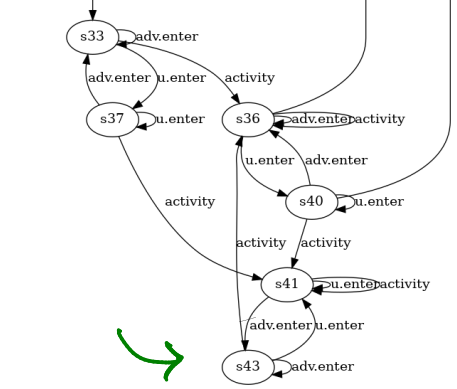 s33
adv.enter
adv.enter
u.enter
activity
s37
u.enter
s36
adv.enter
activity
u.enter
adv.enter
activity
s40
u.enter
activity
activity
s41
u.enter
activity
adv.enter
u.enter
s43
adv.enter